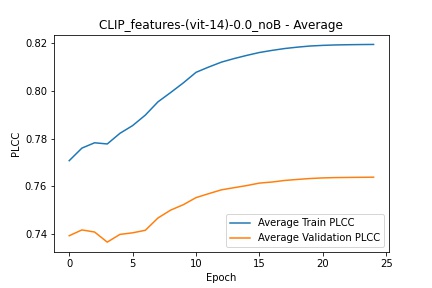 CLIP_features-(vit-14)-0.0_noB - Average
0.82
0.80
0.78
0.76
0.74
PLCC
0
5
10
15
20
25
Epoch
Average Train PLCC
Average Validation PLCC